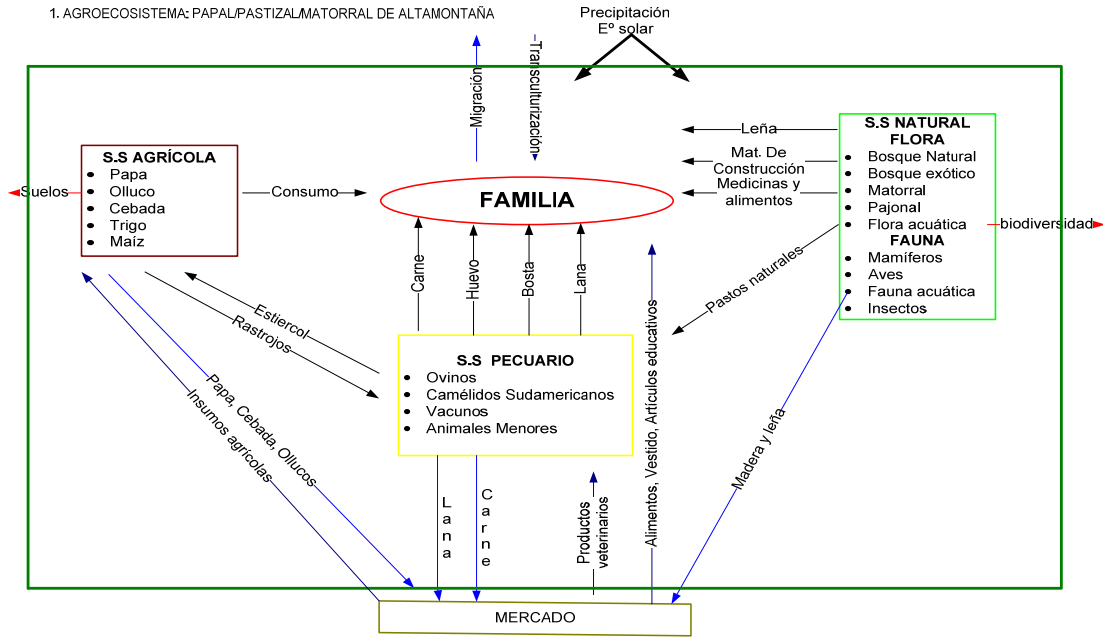 1. AGROECOSISTEMA: PAPAL/PASTIZAL/MATORRAL DE ALTAMONTAÑA
Precipitación
Eº solar
Migración
Transculturización
S.S AGRÍCOLA
Papa
Olluco
Cebada
Trigo
Maíz
Suelos
Consumo
FAMILIA
Leña
Mat. De
Construcción
Medicinas y
alimentos
S.S NATURAL
FLORA
Bosque Natural
Bosque exótico
Matorral
Pajonal
Flora acuática
FAUNA
Mamíferos
Aves
Fauna acuática
Insectos
biodiversidad
Carne
Huevo
Bosta
Lana
Pastos naturales
Estiercol
Rastrojos
S.S PECUARIO
Ovinos
Camélidos Sudamericanos
Vacunos
Animales Menores
Papa, Cebada, Ollucos
Insumos agrícolas
Lana
Carne
Productos
veterinarios
Alimentos, Vestido, Artículos educativos
Madera y leña
MERCADO